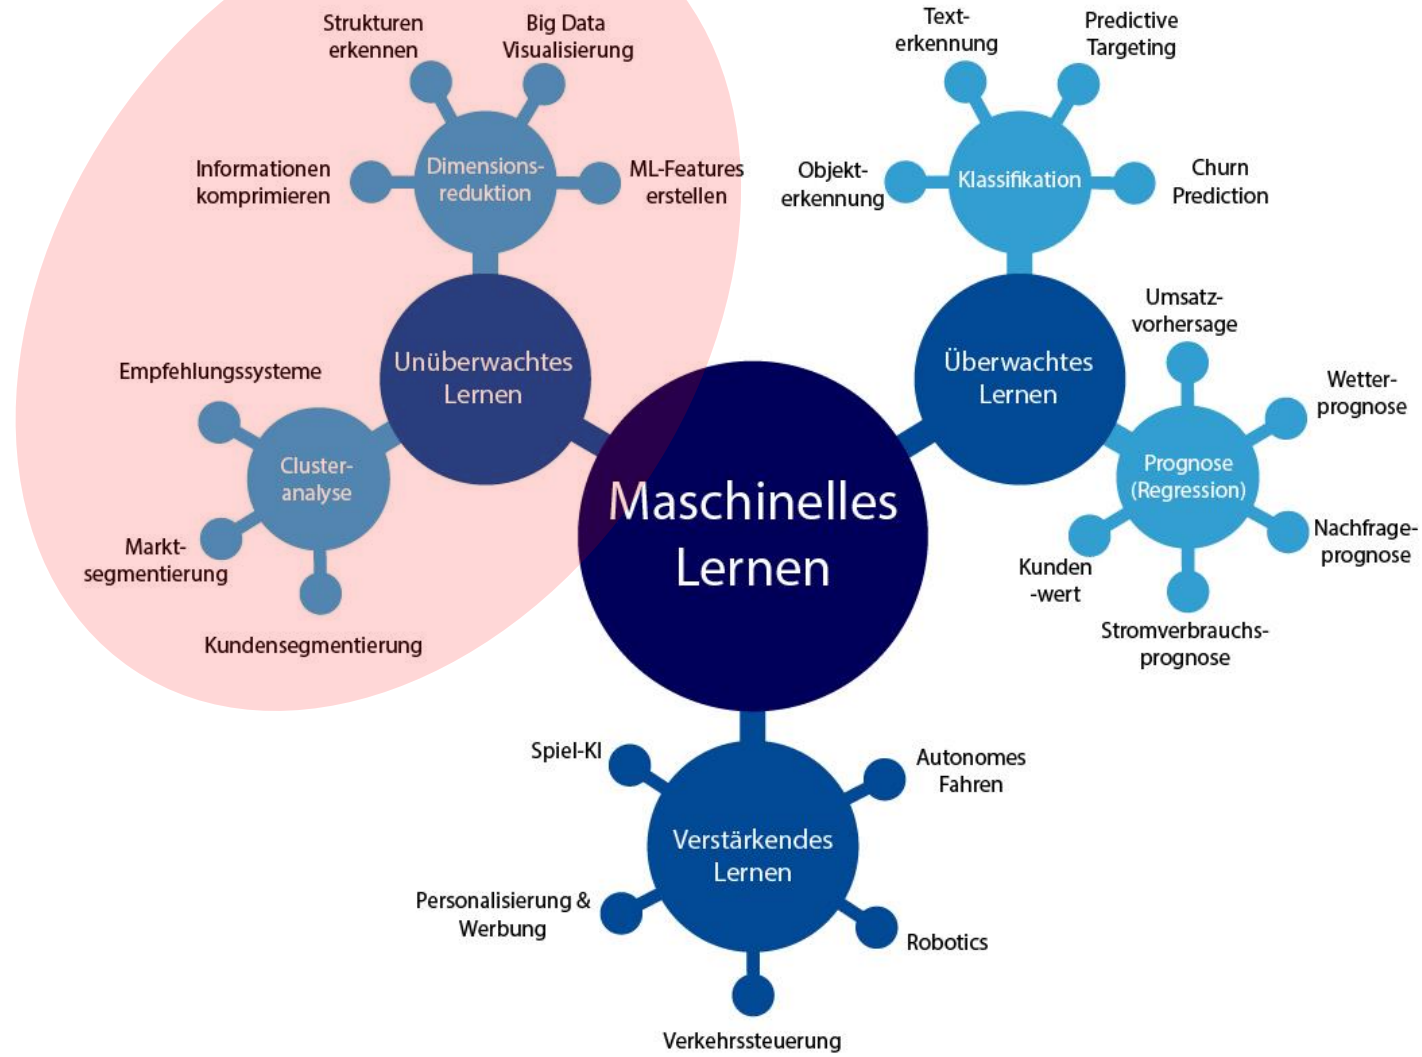 Strukturen
erkennen
Big Data
Visualisierung
Informationen
komprimieren
Dimensions-
reduktion
ML-Features
erstellen
Unüberwachtes
Lernen
Empfehlungssysteme
Cluster-
analyse
Markt-
segmentierung
Kundensegmentierung
Maschinelles
Lernen
Text-
erkennung
Predictive
Targeting
Objekt-
erkennung
Klassifikation
Churn
Prediction
Überwachtes
Lernen
Umsatz-
vorhersage
Wetter-
prognose
Prognose
(Regression)
Nachfrage-
prognose
Kunden
-wert
Stromverbrauchs-
prognose
Spiel-KI
Autonomes
Fahren
Verstärkendes
Lernen
Personalisierung &
Werbung
Robotics
Verkehrssteuerung